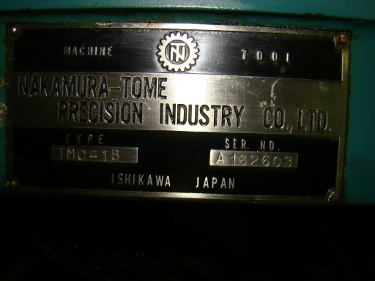 MACHINE TOOL
NAKAMURA-TOME
PRECISION INDUSTRY CO., LTD.
TYPE SER. NO.
TMC-18 A182603
ISHIKAWA JAPAN